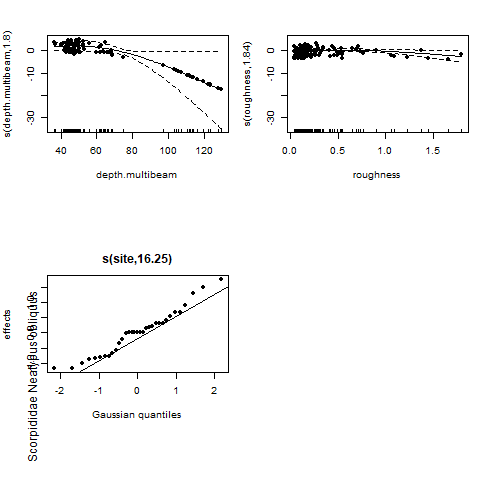 s(depth.multibeam,1.8)
0
-10
-30
40
60
80
100
120
depth.multibeam
s(roughness,1.84)
0
-10
-30
0.0
0.5
1.0
1.5
roughness
s(site,16.25)
effects
Scorpididae Neatypus obliquus
-2
-1
0
1
2
Gaussian quantiles